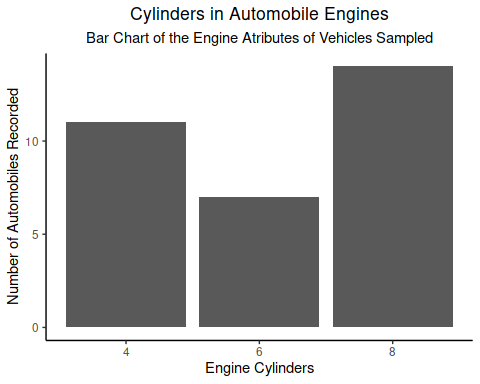 Cylinders in Automobile Engines
Bar Chart of the Engine Atributes of Vehicles Sampled
Number of Automobiles Recorded
10
5
0
4 6 8
Engine Cylinders